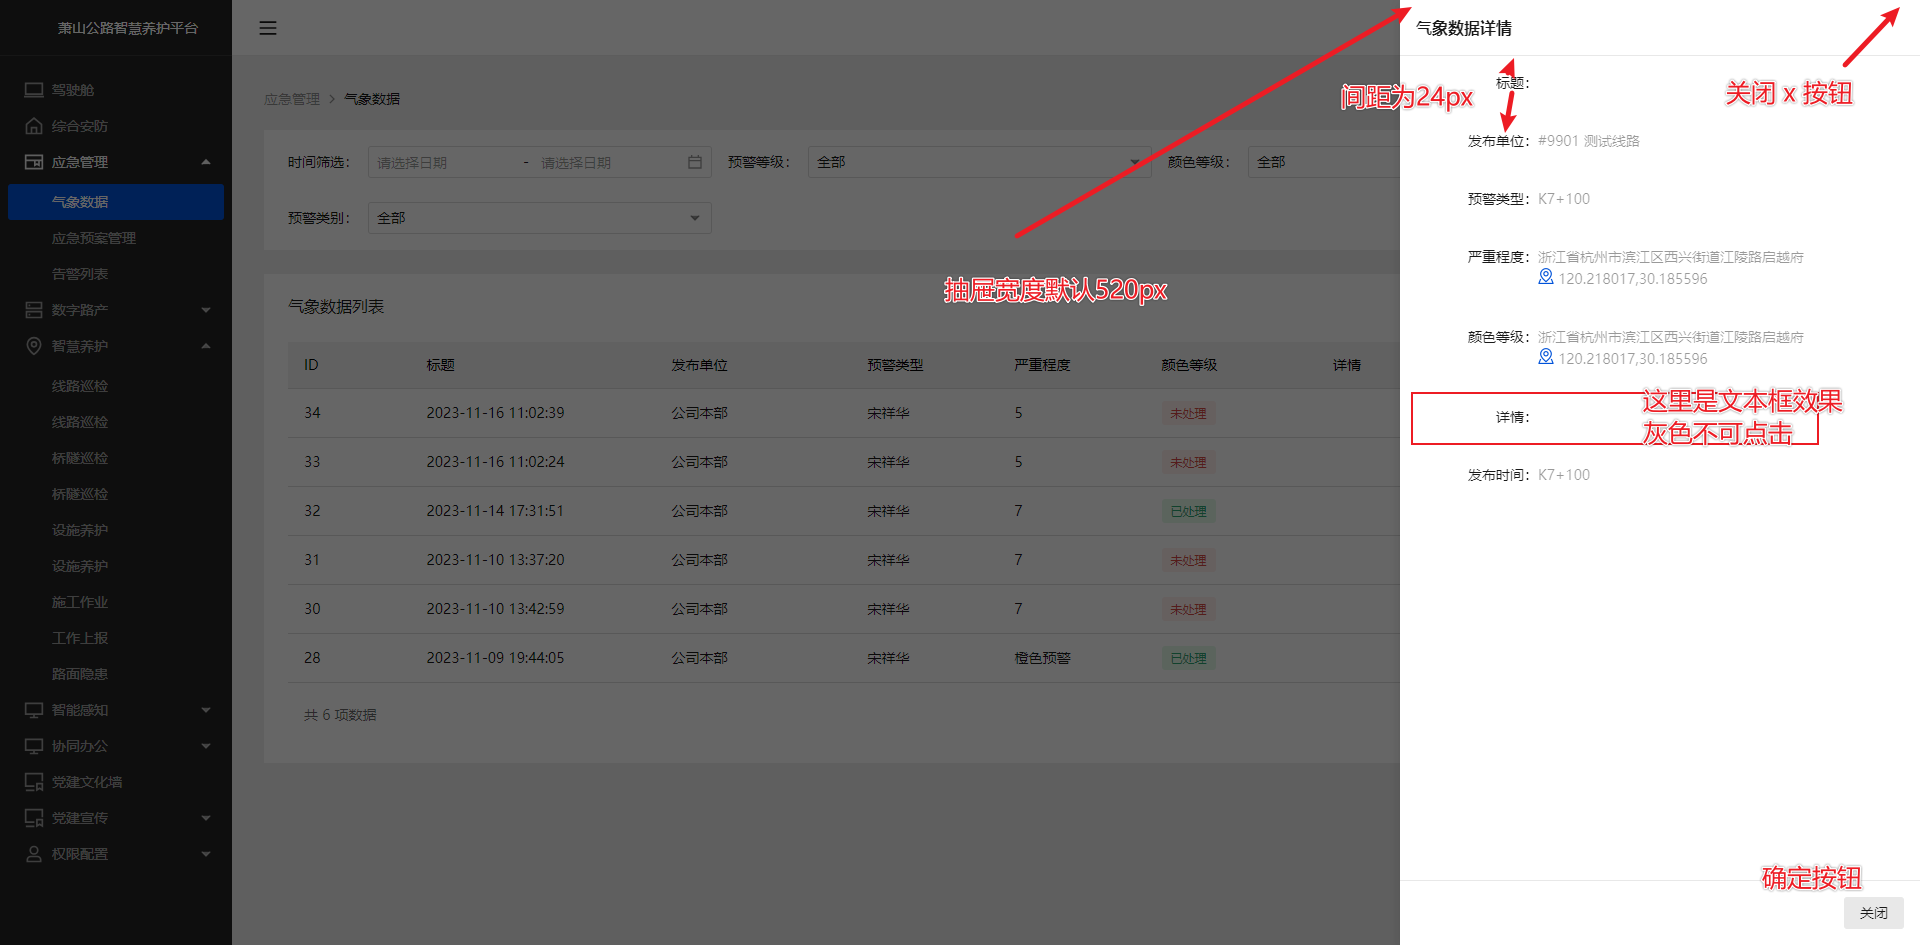 萧山公路智慧养护平台
驾驶舱
综合安防
应急管理
气象数据
应急预案管理
告警列表
数字路产
智慧养护
线路巡检
线路巡检
桥隧巡检
桥隧巡检
设施养护
设施养护
施工作业
工作上报
路面隐患
智能感知
协同办公
党建文化墙
党建宣传
权限配置
应急管理 > 气象数据
时间筛选： 请选择日期 - 请选择日期 预警等级： 全部 颜色等级： 全部
预警类别： 全部
抽屉宽度默认520px
气象数据列表
ID 标题 发布单位 预警类型 严重程度 颜色等级 详情
34 2023-11-16 11:02:39 公司本部 宋祥华 5 未处理
33 2023-11-16 11:02:24 公司本部 宋祥华 5 未处理
32 2023-11-14 17:31:51 公司本部 宋祥华 7 已处理
31 2023-11-10 13:37:20 公司本部 宋祥华 7 未处理
30 2023-11-10 13:42:59 公司本部 宋祥华 7 未处理
28 2023-11-09 19:44:05 公司本部 宋祥华 橙色预警 已处理
共 6 项数据
气象数据详情
标题：
间距为24px
关闭 x 按钮
发布单位： #9901 测试线路
预警类型： K7+100
严重程度： 浙江省杭州市滨江区西兴街道江陵路启越府
120.218017,30.185596
颜色等级： 浙江省杭州市滨江区西兴街道江陵路启越府
120.218017,30.185596
详情：
这里是文本框效果
灰色不可点击
发布时间： K7+100
确定按钮
关闭